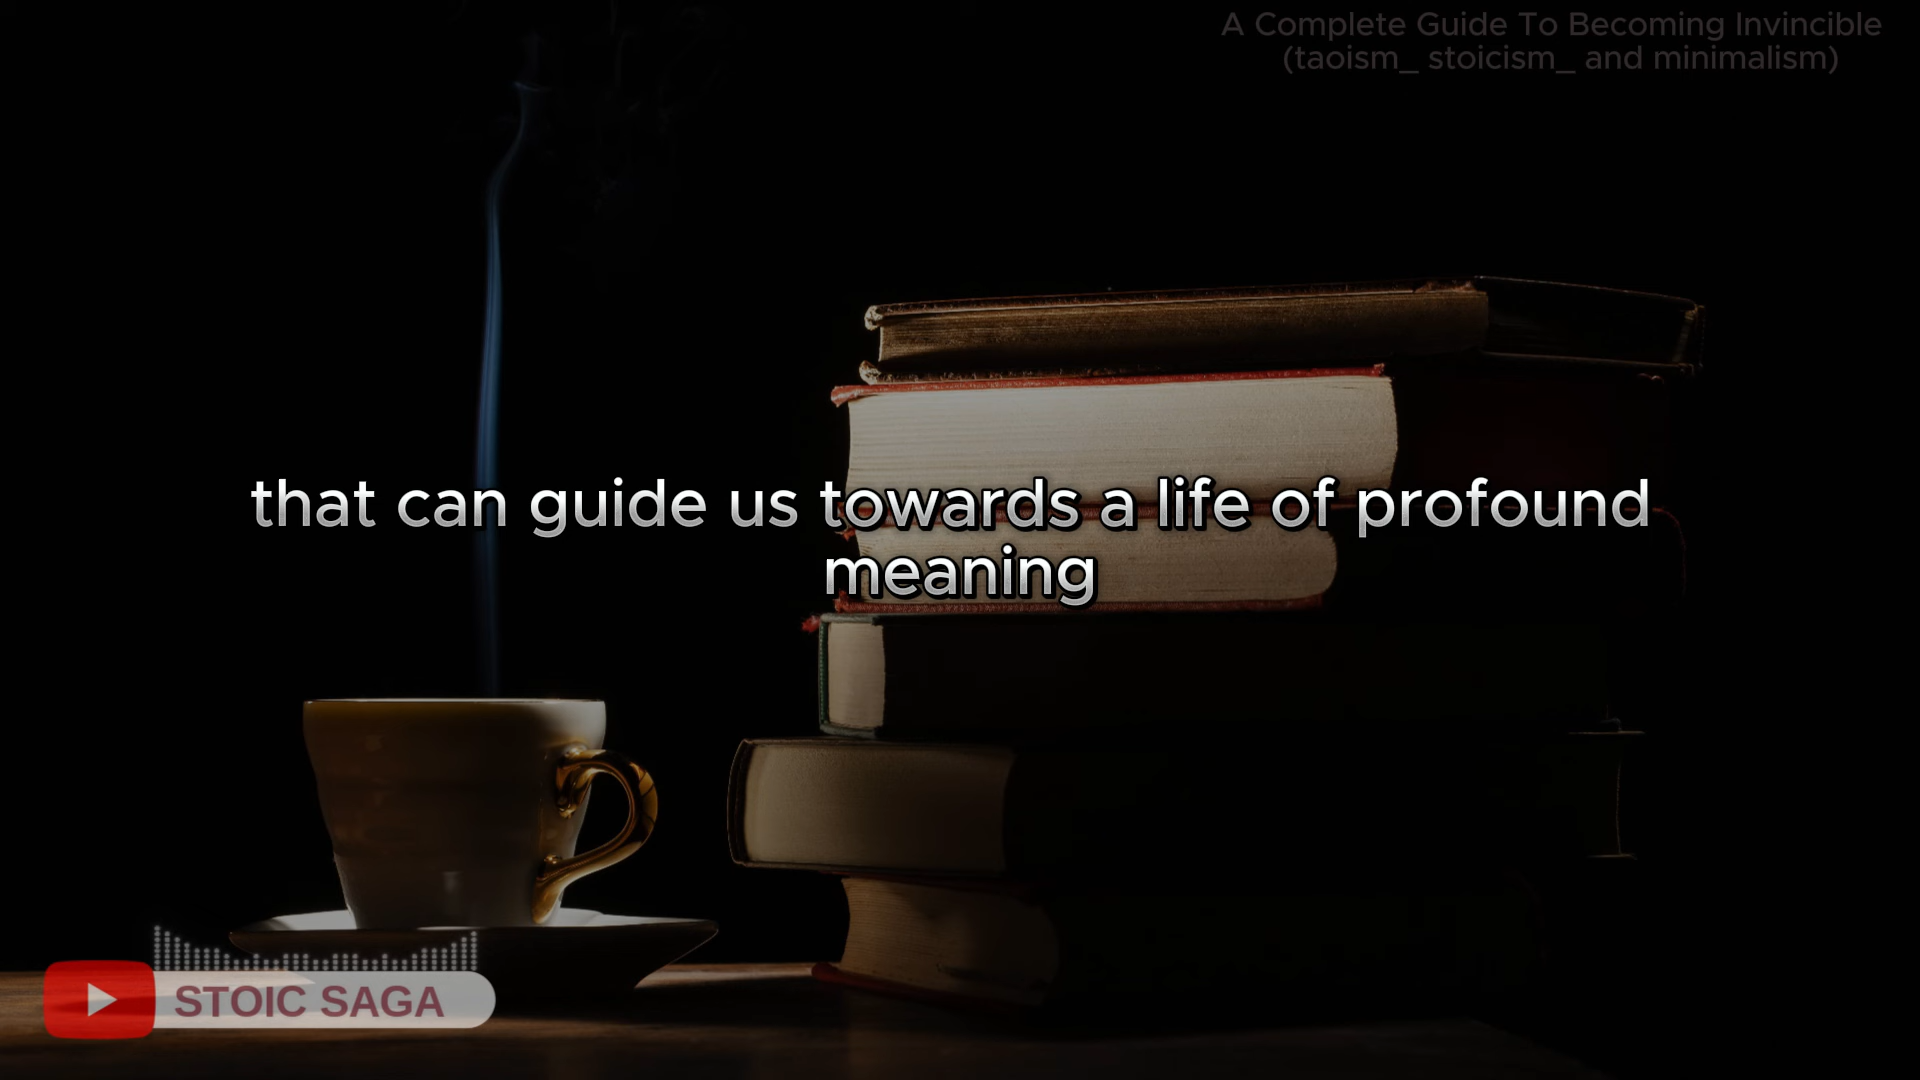 A Complete Guide To Becoming Invincible
(taoism_ stoicism_ and minimalism)
that can guide us towards a life of profound
meaning
STOIC SAGA